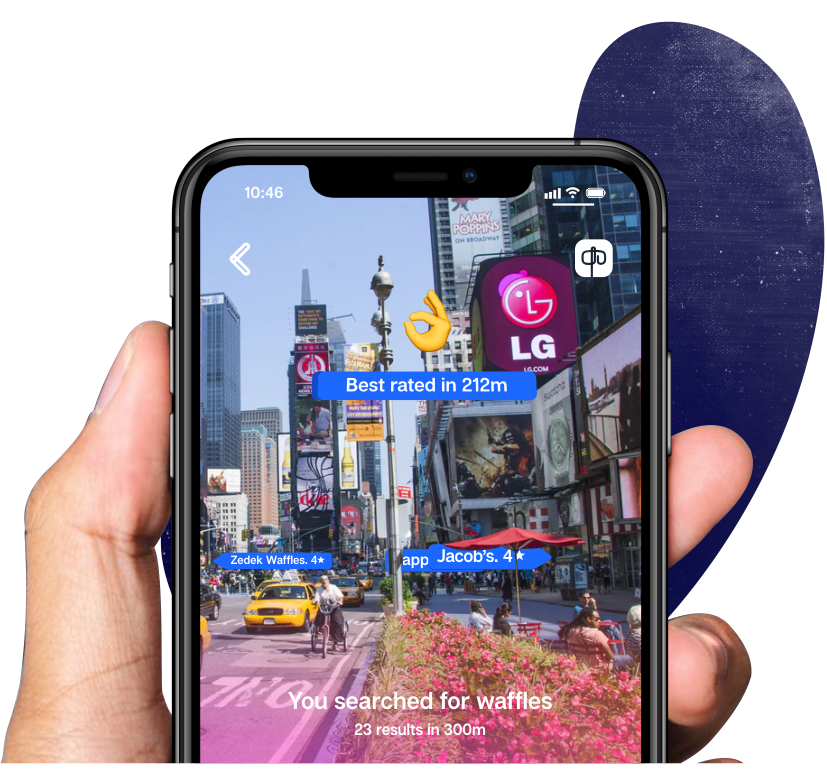 10:46
MARY
POPPINS
ON BROADWAY
LG
LG.COM
Best rated in 212m
swatch
Zedek Waffles. 4★
app
Jacob's. 4★
You searched for waffles
23 results in 300m